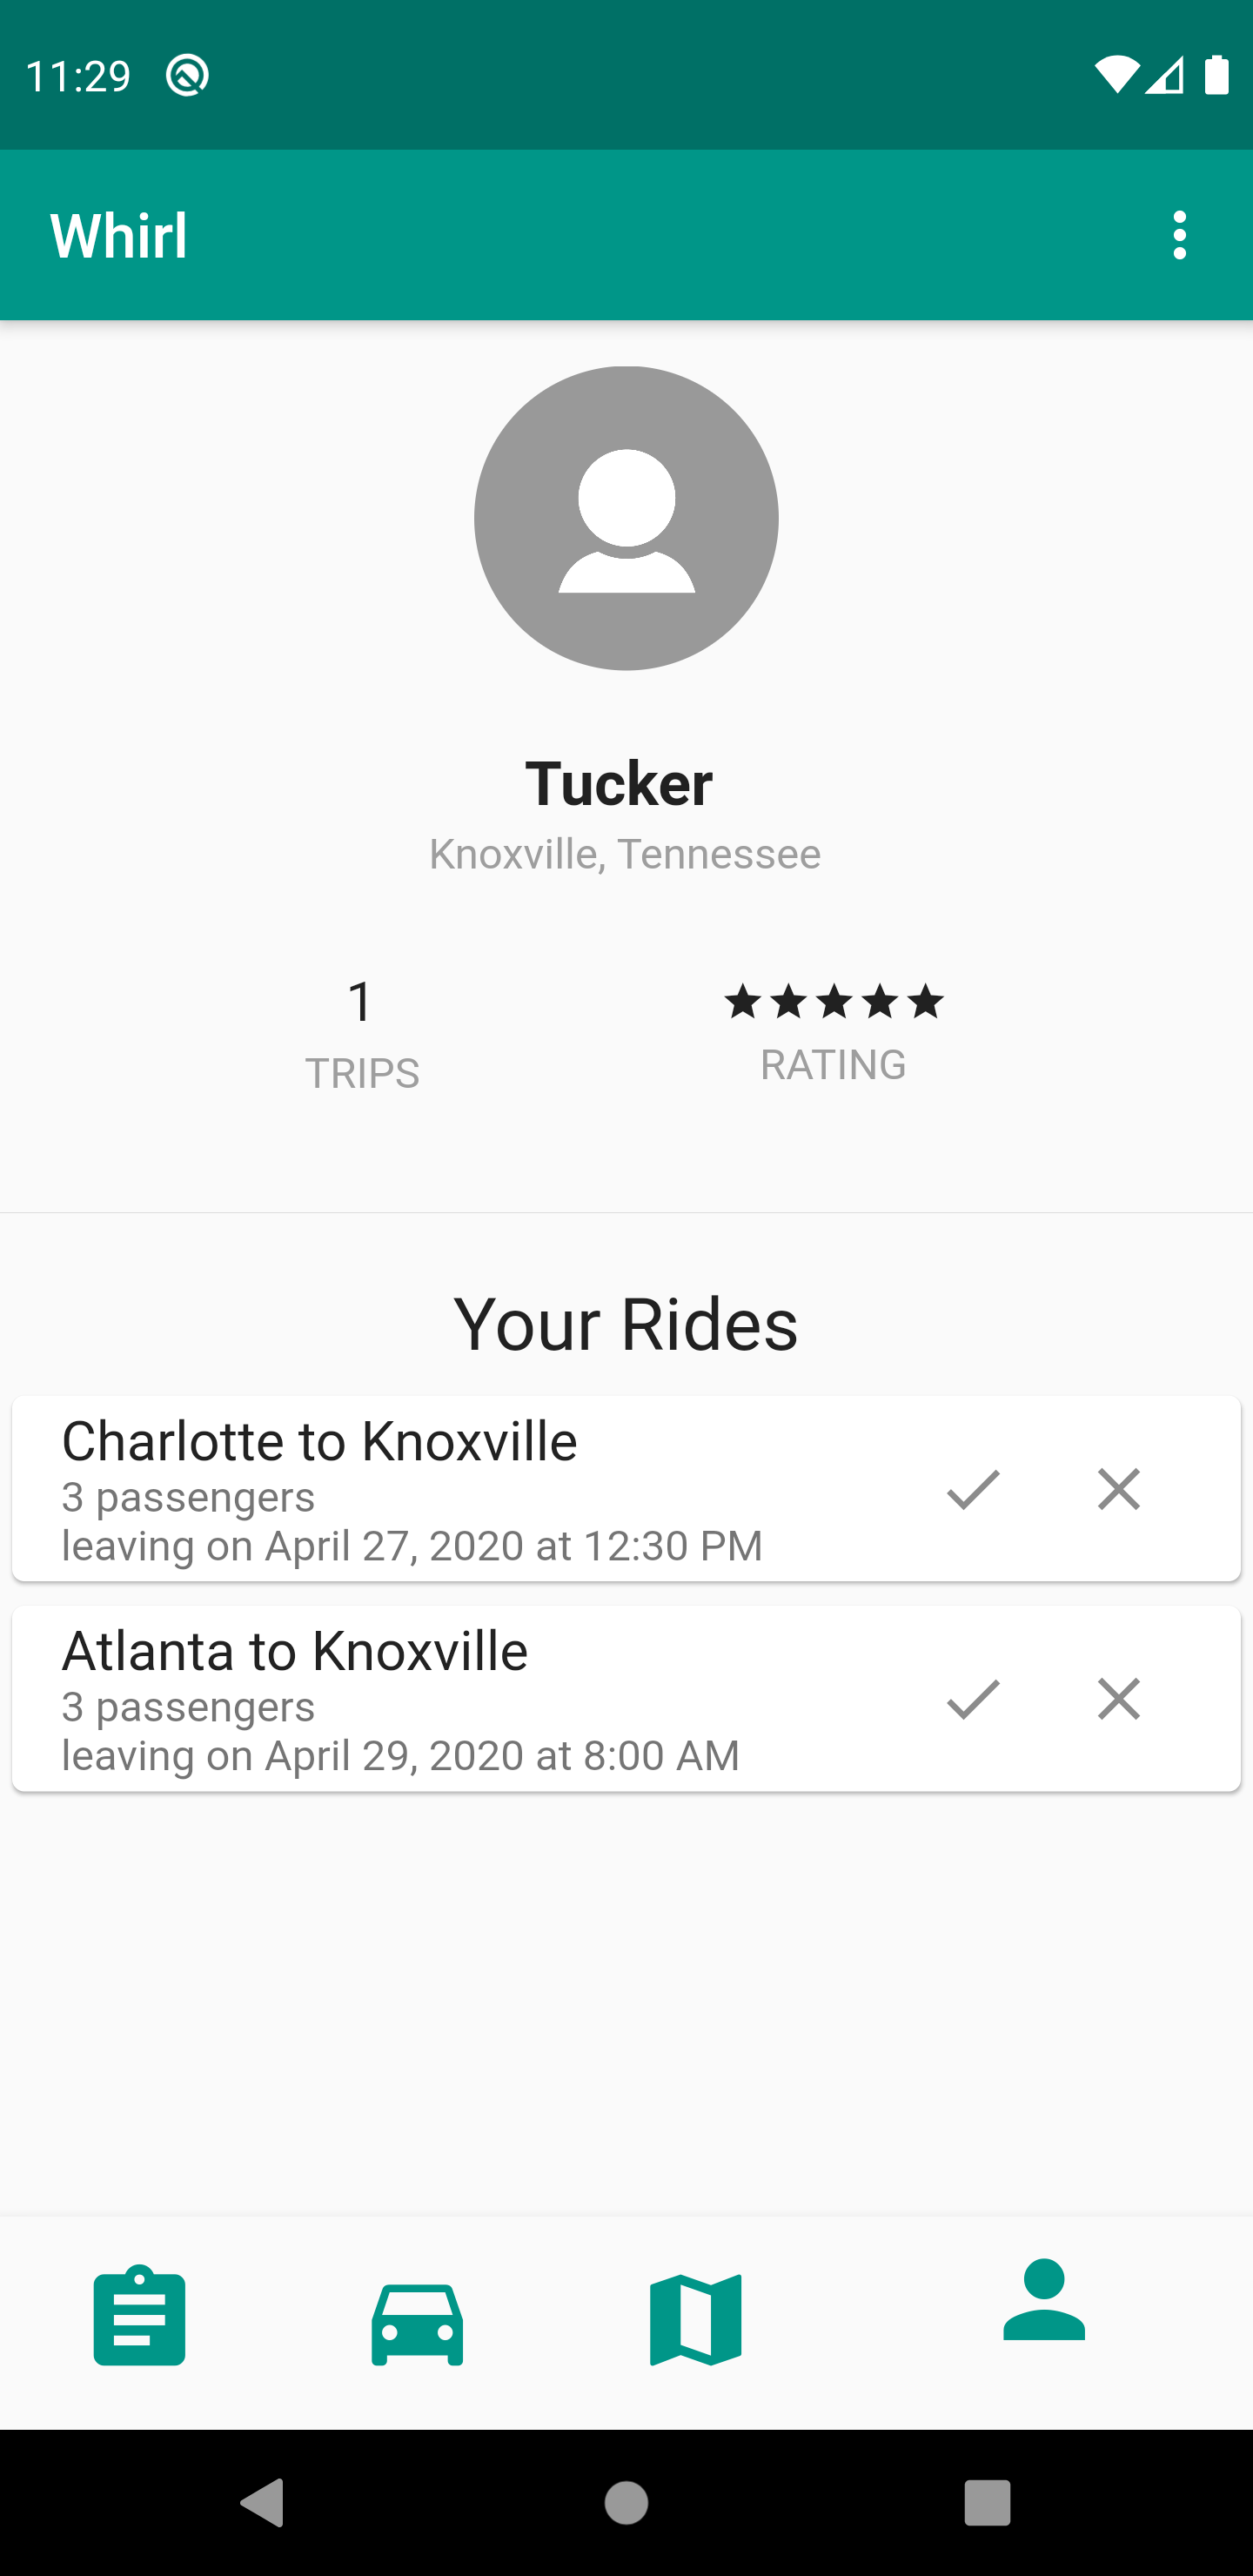 11:29
Whirl
Tucker
Knoxville, Tennessee
1
TRIPS
RATING
Your Rides
Charlotte to Knoxville
3 passengers
leaving on April 27, 2020 at 12:30 PM
Atlanta to Knoxville
3 passengers
leaving on April 29, 2020 at 8:00 AM